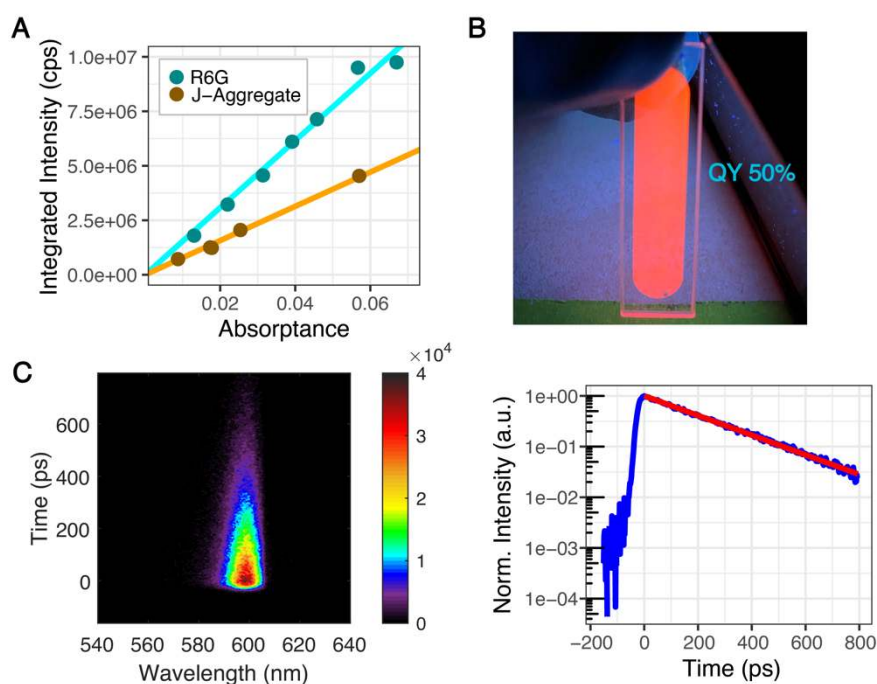 A
Integrated Intensity (cps)
1.0e+07
7.5e+06
5.0e+06
2.5e+06
0.0e+00
R6G
J-Aggregate
0.02 0.04 0.06
Absorptance
B
QY 50%
C
Time (ps)
600
400
200
0
540 560 580 600 620 640
Wavelength (nm)
×10⁴
4
3
2
1
0
Norm. Intensity (a.u.)
1e+00
1e-01
1e-02
1e-03
1e-04
−200 0 200 400 600 800
Time (ps)